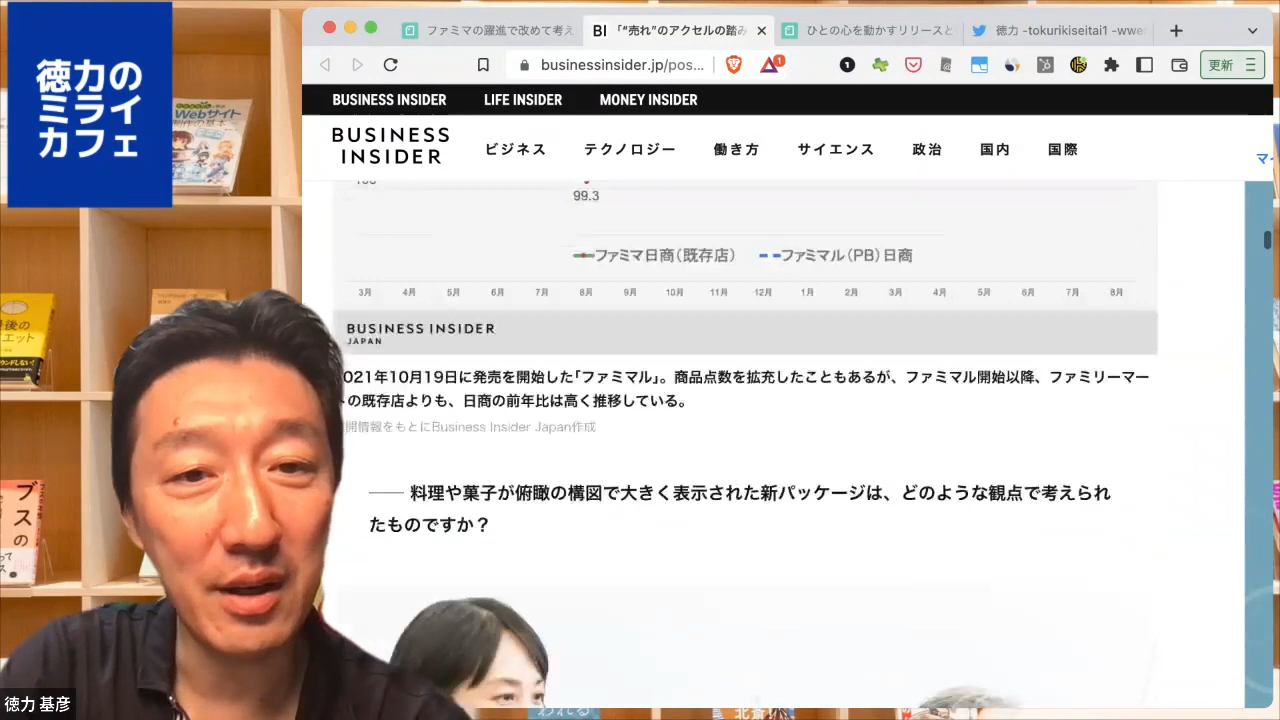 徳力の
ミライ
カフェ
ファミマの躍進で改めて考え
BI 「“売れ”のアクセルの踏み
ひとの心を動かすリリースと
徳力 -tokurikiseitai1 -wwe
businessinsider.jp/pos...
1
更新
BUSINESS INSIDER
LIFE INSIDER
MONEY INSIDER
BUSINESS
INSIDER
ビジネス
テクノロジー
働き方
サイエンス
政治
国内
国際
99.3
ファミマ日商(既存店)
ファミマル(PB)日商
3月 4月 5月 6月 7月 8月 9月 10月 11月 12月 1月 2月 3月 4月 5月 6月 7月 8月
BUSINESS INSIDER
JAPAN
021年10月19日に発売を開始した「ファミマル」。商品点数を拡充したこともあるが、ファミマル開始以降、ファミリーマー
の既存店よりも、日商の前年比は高く推移している。
開情報をもとにBusiness Insider Japan作成
── 料理や菓子が俯瞰の構図で大きく表示された新パッケージは、どのような観点で考えられ
たものですか？
Webサイト
制作の基本
ブスの
徳力 基彦